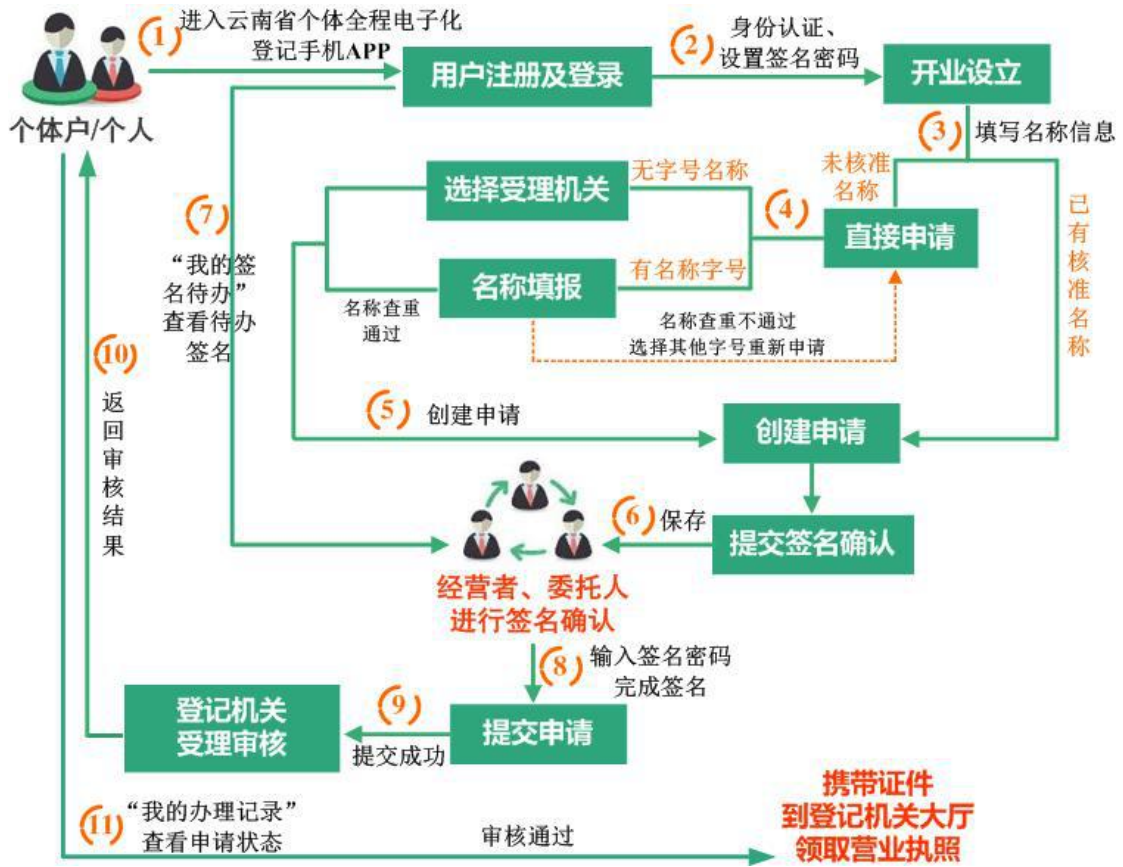 ①
进入云南省个体全程电子化
登记手机APP
用户注册及登录
②
身份认证、
设置签名密码
开业设立
个体户/个人
③
填写名称信息
选择受理机关
无字号名称
④
未核准
名称
直接申请
已有核准名称
⑦
“我的签
名待办”
查看待办
签名
名称填报
有名称字号
名称查重
通过
名称查重不通过
选择其他字号重新申请
⑩
返回审核结果
⑤
创建申请
创建申请
⑥
保存
提交签名确认
经营者、委托人
进行签名确认
⑧
输入签名密码
完成签名
登记机关
受理审核
⑨
提交成功
提交申请
⑪
“我的办理记录”
查看申请状态
审核通过
携带证件
到登记机关大厅
领取营业执照